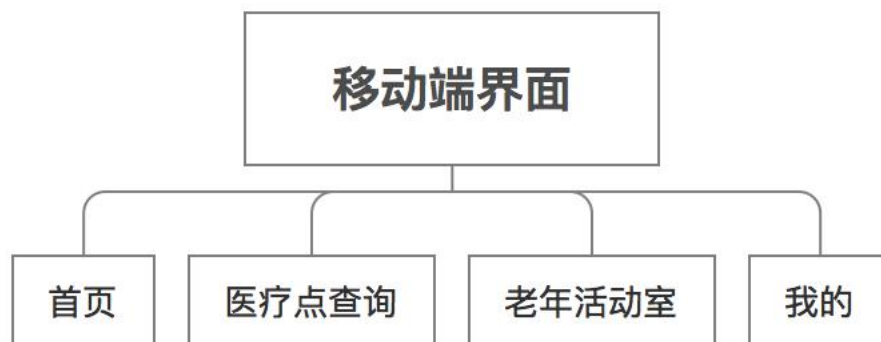 移动端界面
首页
医疗点查询
老年活动室
我的